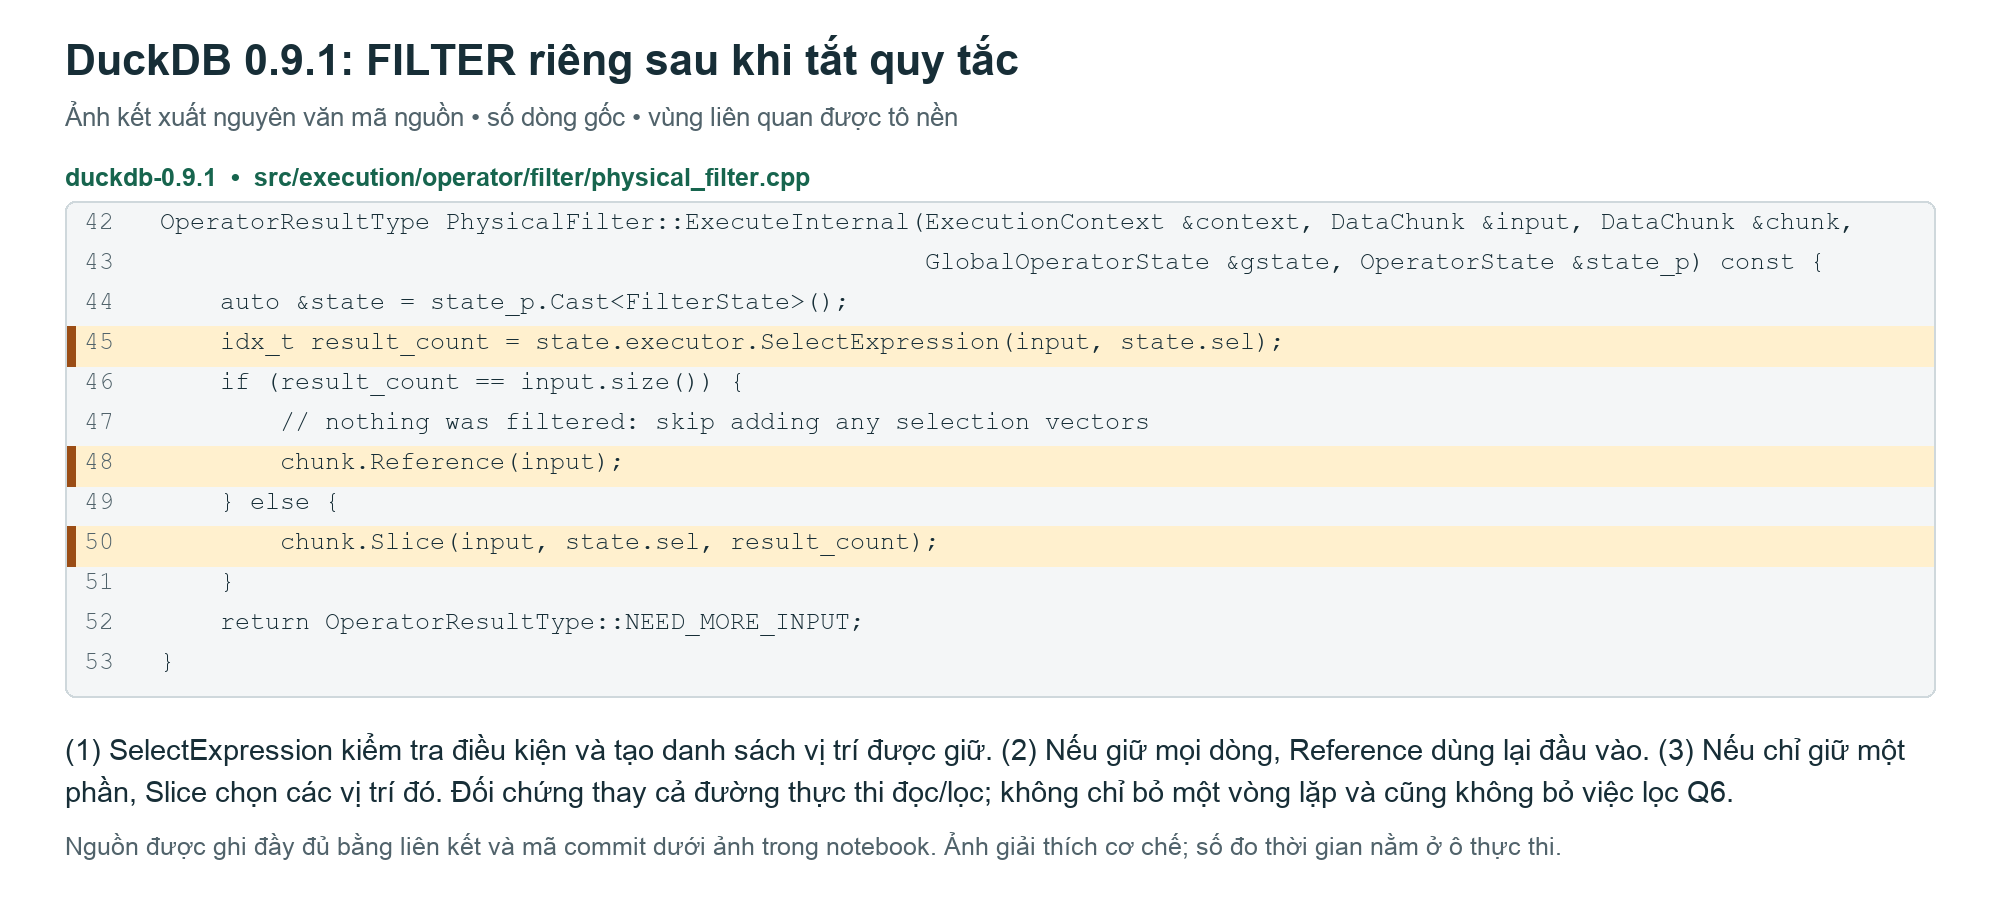 DuckDB 0.9.1: FILTER riêng sau khi tắt quy tắc
Ảnh kết xuất nguyên văn mã nguồn • số dòng gốc • vùng liên quan được tô nền
duckdb-0.9.1 • src/execution/operator/filter/physical_filter.cpp
42 OperatorResultType PhysicalFilter::ExecuteInternal(ExecutionContext &context, DataChunk &input, DataChunk &chunk,
43 GlobalOperatorState &gstate, OperatorState &state_p) const {
44 auto &state = state_p.Cast<FilterState>();
45 idx_t result_count = state.executor.SelectExpression(input, state.sel);
46 if (result_count == input.size()) {
47 // nothing was filtered: skip adding any selection vectors
48 chunk.Reference(input);
49 } else {
50 chunk.Slice(input, state.sel, result_count);
51 }
52 return OperatorResultType::NEED_MORE_INPUT;
53 }
(1) SelectExpression kiểm tra điều kiện và tạo danh sách vị trí được giữ. (2) Nếu giữ mọi dòng, Reference dùng lại đầu vào. (3) Nếu chỉ giữ một
phần, Slice chọn các vị trí đó. Đối chứng thay cả đường thực thi đọc/lọc; không chỉ bỏ một vòng lặp và cũng không bỏ việc lọc Q6.
Nguồn được ghi đầy đủ bằng liên kết và mã commit dưới ảnh trong notebook. Ảnh giải thích cơ chế; số đo thời gian nằm ở ô thực thi.